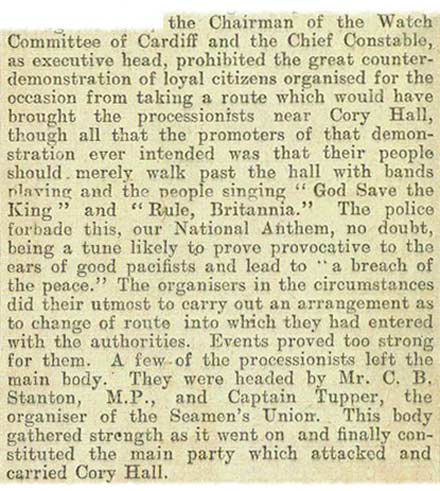 the Chairman of the Watch
Committee of Cardiff and the Chief Constable,
as executive head, prohibited the great counter-
demonstration of loyal citizens organised for the
occasion from taking a route which would have
brought the processionists near Cory Hall,
though all that the promoters of that demon-
stration ever intended was that their people
should merely walk past the hall with bands
playing and the people singing "God Save the
King" and "Rule, Britannia." The police
forbade this, our National Anthem, no doubt,
being a tune likely to prove provocative to the
ears of good pacifists and lead to "a breach of
the peace." The organisers in the circumstances
did their utmost to carry out an arrangement as
to change of route into which they had entered
with the authorities. Events proved too strong
for them. A few of the processionists left the
main body. They were headed by Mr. C. B.
Stanton, M.P., and Captain Tupper, the
organiser of the Seamen's Union. This body
gathered strength as it went on and finally con-
stituted the main party which attacked and
carried Cory Hall.